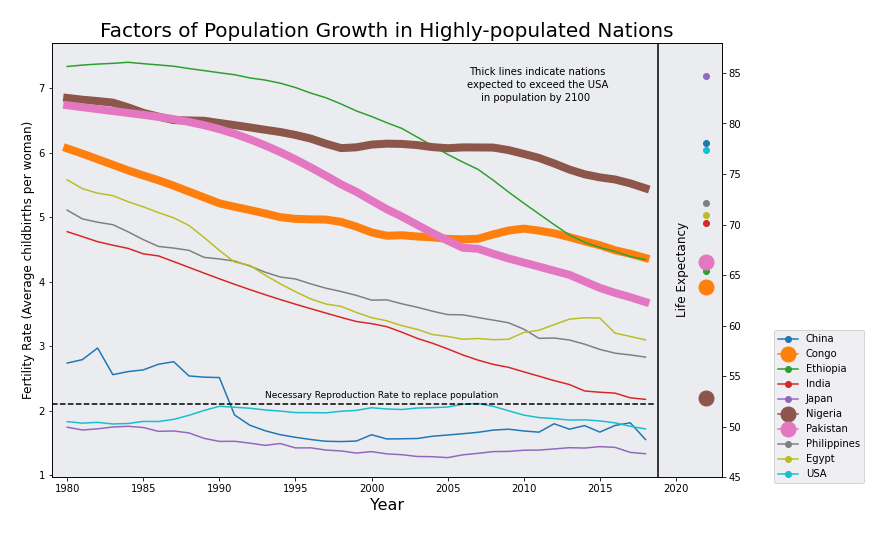 Factors of Population Growth in Highly-populated Nations
Thick lines indicate nations
expected to exceed the USA
in population by 2100
Fertility Rate (Average childbirths per woman)
7
6
5
4
3
2
1
Necessary Reproduction Rate to replace population
Life Expectancy
85
80
75
70
65
60
55
50
45
1980
1985
1990
1995
2000
2005
2010
2015
2020
Year
China
Congo
Ethiopia
India
Japan
Nigeria
Pakistan
Philippines
Egypt
USA